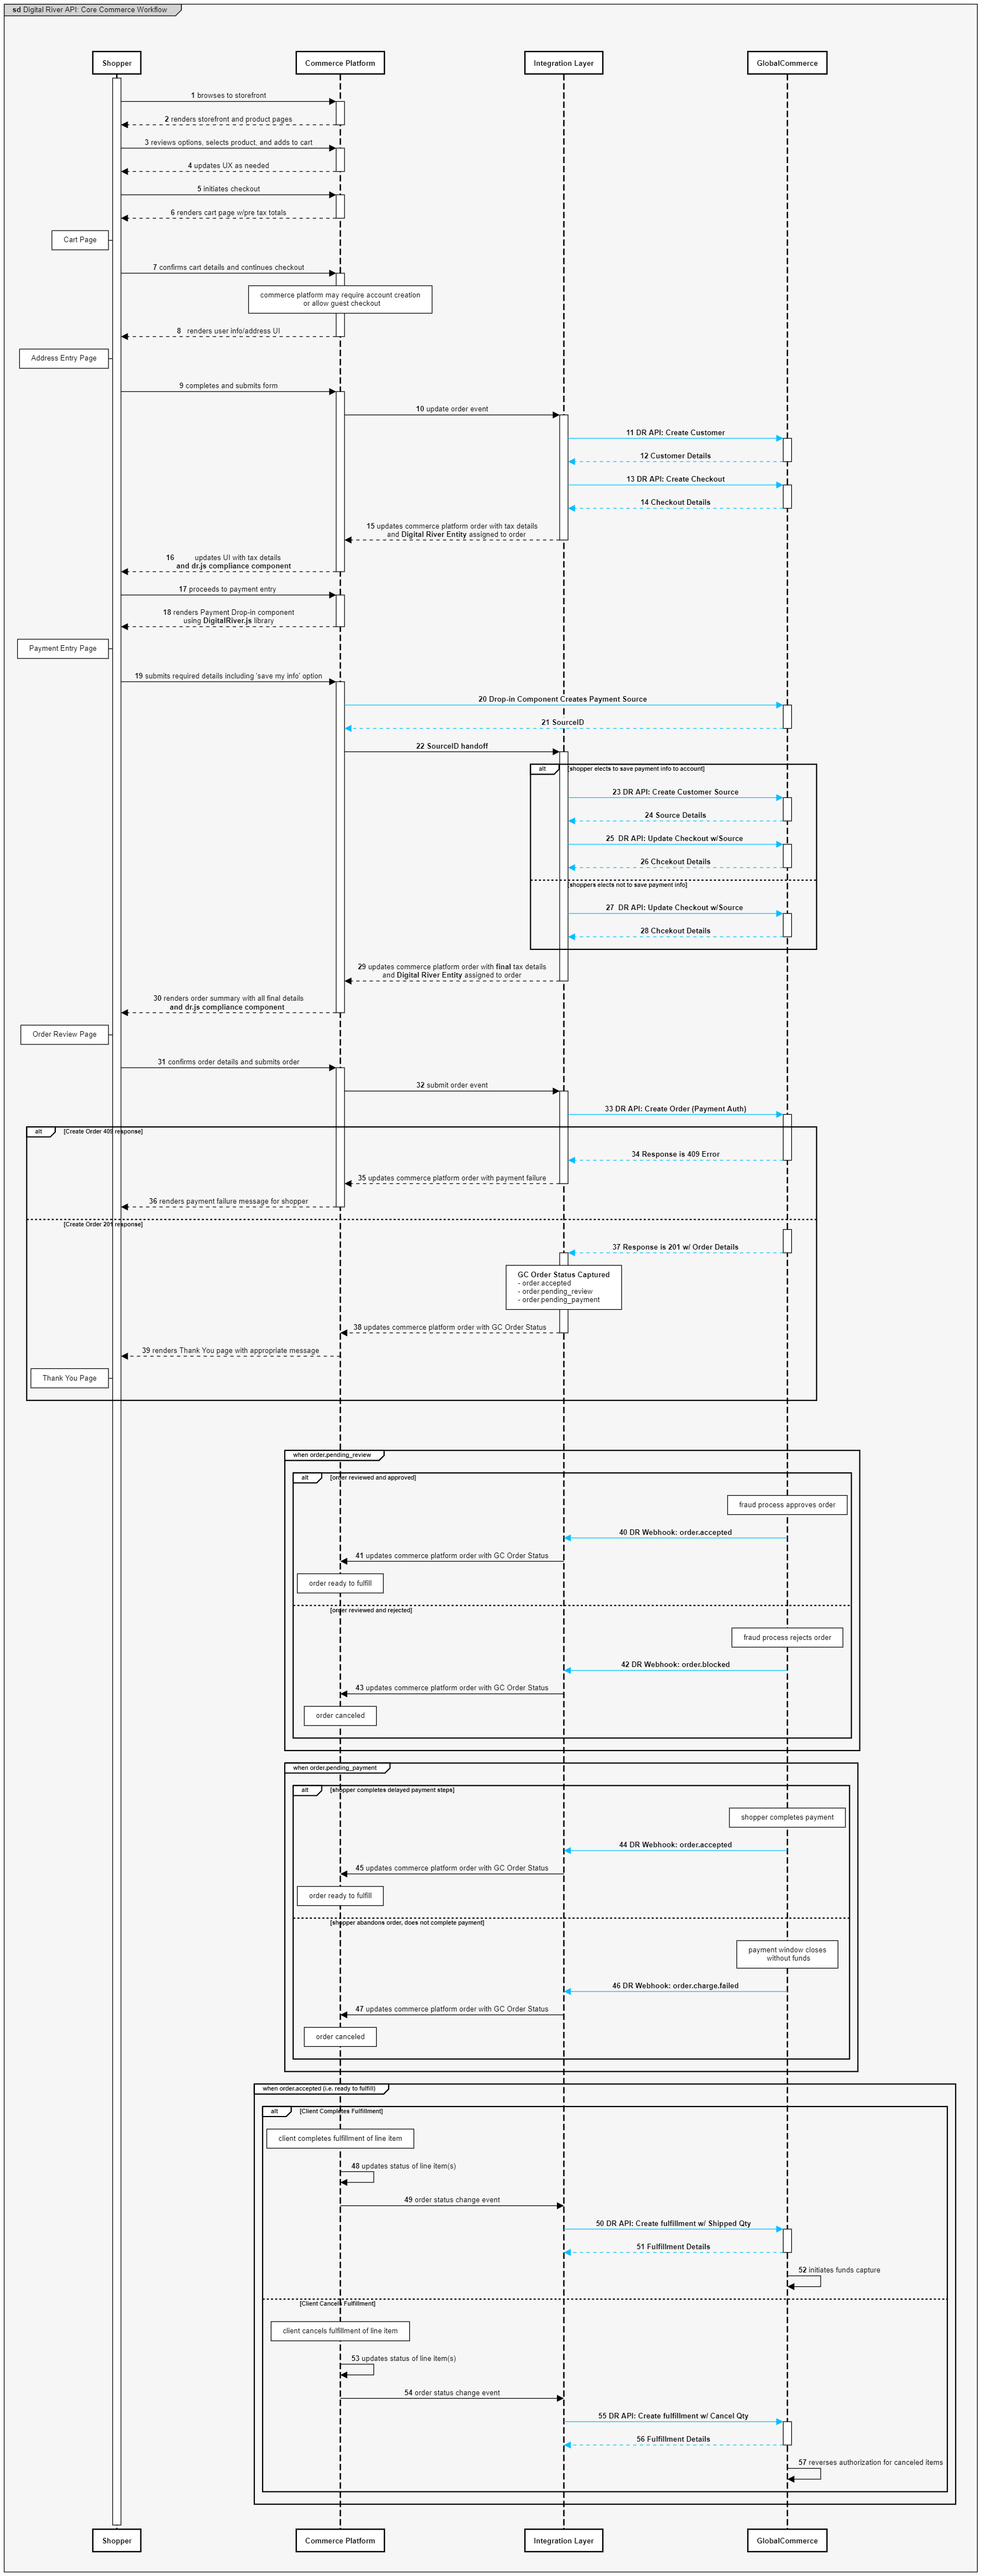 sd Digital River API: Core Commerce Workflow
Shopper
Commerce Platform
Integration Layer
GlobalCommerce
1 browses to storefront
2 renders storefront and product pages
3 reviews options, selects product, and adds to cart
4 updates UX as needed
5 initiates checkout
6 renders cart page w/pre tax totals
Cart Page
7 confirms cart details and continues checkout
commerce platform may require account creation
or allow guest checkout
8 renders user info/address UI
Address Entry Page
9 completes and submits form
10 update order event
11 DR API: Create Customer
12 Customer Details
13 DR API: Create Checkout
14 Checkout Details
15 updates commerce platform order with tax details
and Digital River Entity assigned to order
16 updates UI with tax details
and dr.js compliance component
17 proceeds to payment entry
18 renders Payment Drop-in component
using DigitalRiver.js library
Payment Entry Page
19 submits required details including 'save my info' option
20 Drop-in Component Creates Payment Source
21 SourceID
22 SourceID handoff
alt
[shopper elects to save payment info to account]
23 DR API: Create Customer Source
24 Source Details
25 DR API: Update Checkout w/Source
26 Chcekout Details
[shoppers elects not to save payment info]
27 DR API: Update Checkout w/Source
28 Chcekout Details
29 updates commerce platform order with final tax details
and Digital River Entity assigned to order
30 renders order summary with all final details
and dr.js compliance component
Order Review Page
31 confirms order details and submits order
32 submit order event
33 DR API: Create Order (Payment Auth)
alt
[Create Order 409 response]
34 Response is 409 Error
35 updates commerce platform order with payment failure
36 renders payment failure message for shopper
[Create Order 201 response]
37 Response is 201 w/ Order Details
GC Order Status Captured
- order.accepted
- order.pending_review
- order.pending_payment
38 updates commerce platform order with GC Order Status
39 renders Thank You page with appropriate message
Thank You Page
when order.pending_review
alt
[order reviewed and approved]
fraud process approves order
40 DR Webhook: order.accepted
41 updates commerce platform order with GC Order Status
order ready to fulfill
[order reviewed and rejected]
fraud process rejects order
42 DR Webhook: order.blocked
43 updates commerce platform order with GC Order Status
order canceled
when order.pending_payment
alt
[shopper completes delayed payment steps]
shopper completes payment
44 DR Webhook: order.accepted
45 updates commerce platform order with GC Order Status
order ready to fulfill
[shopper abandons order, does not complete payment]
payment window closes
without funds
46 DR Webhook: order.charge.failed
47 updates commerce platform order with GC Order Status
order canceled
when order.accepted (i.e. ready to fulfill)
alt
[Client Completes Fulfillment]
client completes fulfillment of line item
48 updates status of line item(s)
49 order status change event
50 DR API: Create fulfillment w/ Shipped Qty
51 Fulfillment Details
52 initiates funds capture
[Client Cancels Fulfillment]
client cancels fulfillment of line item
53 updates status of line item(s)
54 order status change event
55 DR API: Create fulfillment w/ Cancel Qty
56 Fulfillment Details
57 reverses authorization for canceled items
Shopper
Commerce Platform
Integration Layer
GlobalCommerce